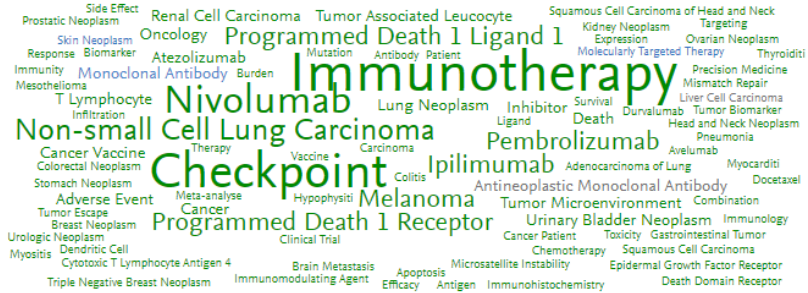 Side Effect
Prostatic Neoplasm
Renal Cell Carcinoma
Tumor Associated Leucocyte
Squamous Cell Carcinoma of Head and Neck
Kidney Neoplasm
Targeting
Skin Neoplasm
Oncology
Programmed Death 1 Ligand 1
Expression
Ovarian Neoplasm
Response
Biomarker
Atezolizumab
Mutation
Antibody
Patient
Molecularly Targeted Therapy
Thyroiditi
Immunity
Monoclonal Antibody
Burden
Immunotherapy
Precision Medicine
Mesothelioma
Mismatch Repair
T Lymphocyte
Nivolumab
Lung Neoplasm
Inhibitor
Survival
Liver Cell Carcinoma
Infiltration
Ligand
Death
Durvalumab
Tumor Biomarker
Non-small Cell Lung Carcinoma
Head and Neck Neoplasm
Pembrolizumab
Pneumonia
Cancer Vaccine
Therapy
Vaccine
Carcinoma
Avelumab
Colorectal Neoplasm
Checkpoint
Colitis
Ipilimumab
Adenocarcinoma of Lung
Myocarditi
Stomach Neoplasm
Antineoplastic Monoclonal Antibody
Docetaxel
Adverse Event
Meta-analyse
Hypophysiti
Melanoma
Tumor Microenvironment
Combination
Tumor Escape
Cancer
Breast Neoplasm
Programmed Death 1 Receptor
Urinary Bladder Neoplasm
Immunology
Urologic Neoplasm
Clinical Trial
Cancer Patient
Toxicity
Gastrointestinal Tumor
Myositis
Dendritic Cell
Chemotherapy
Squamous Cell Carcinoma
Cytotoxic T Lymphocyte Antigen 4
Brain Metastasis
Apoptosis
Microsatellite Instability
Epidermal Growth Factor Receptor
Triple Negative Breast Neoplasm
Immunomodulating Agent
Efficacy
Antigen
Immunohistochemistry
Death Domain Receptor